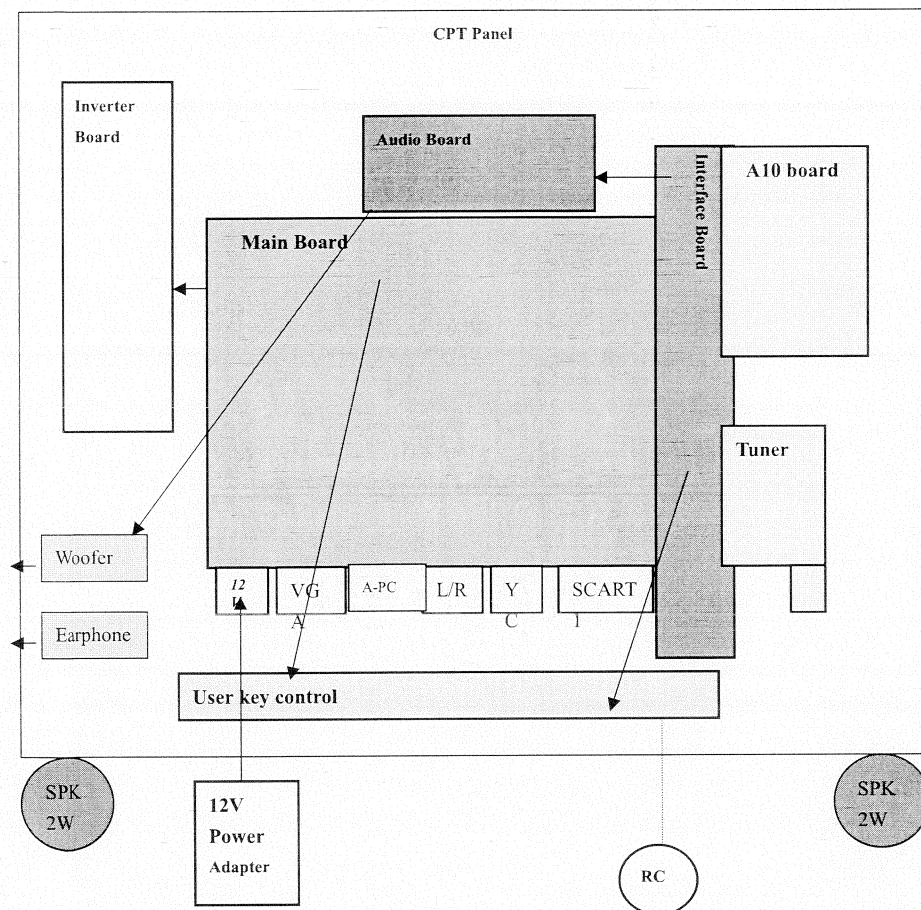 CPT Panel
Inverter
Board
Audio Board
Interface Board
A10 board
Main Board
Tuner
Woofer
Earphone
12
V
VG
A
A-PC
L/R
Y
C
SCART
1
User key control
SPK
2W
12V
Power
Adapter
RC
SPK
2W